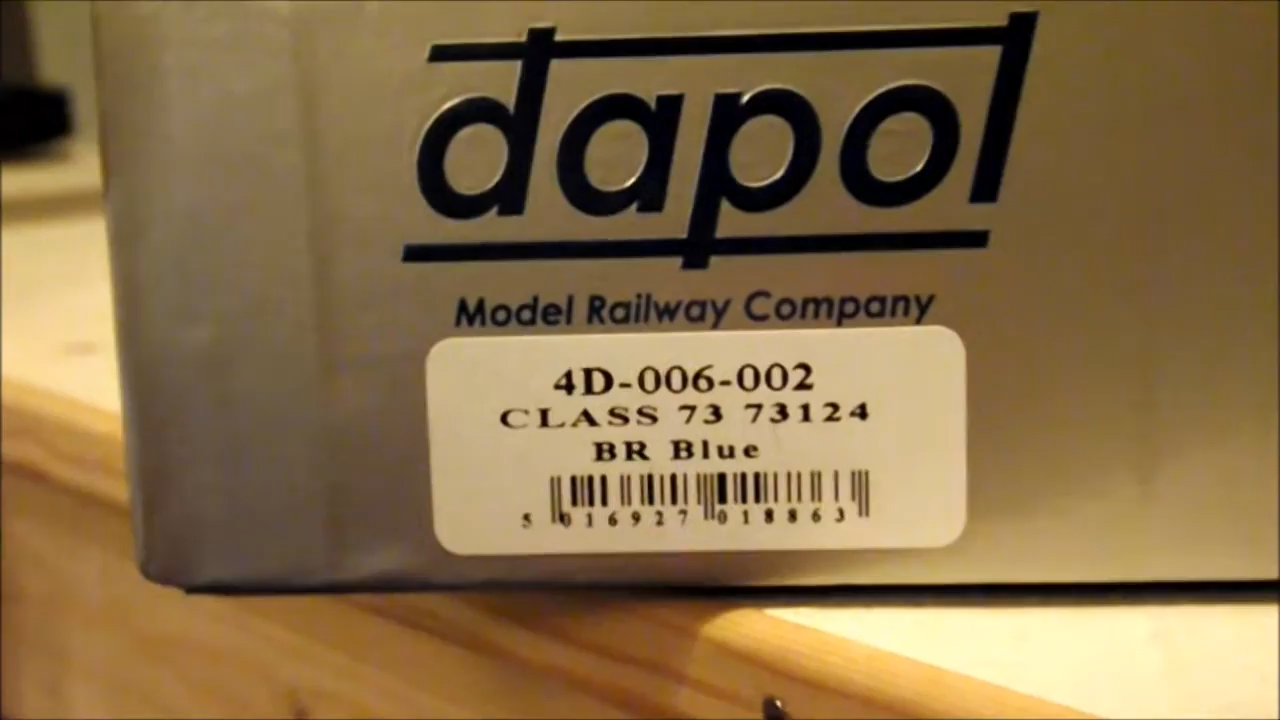 dapol
Model Railway Company
4D-006-002
CLASS 73 73124
BR Blue
5 016927 018863